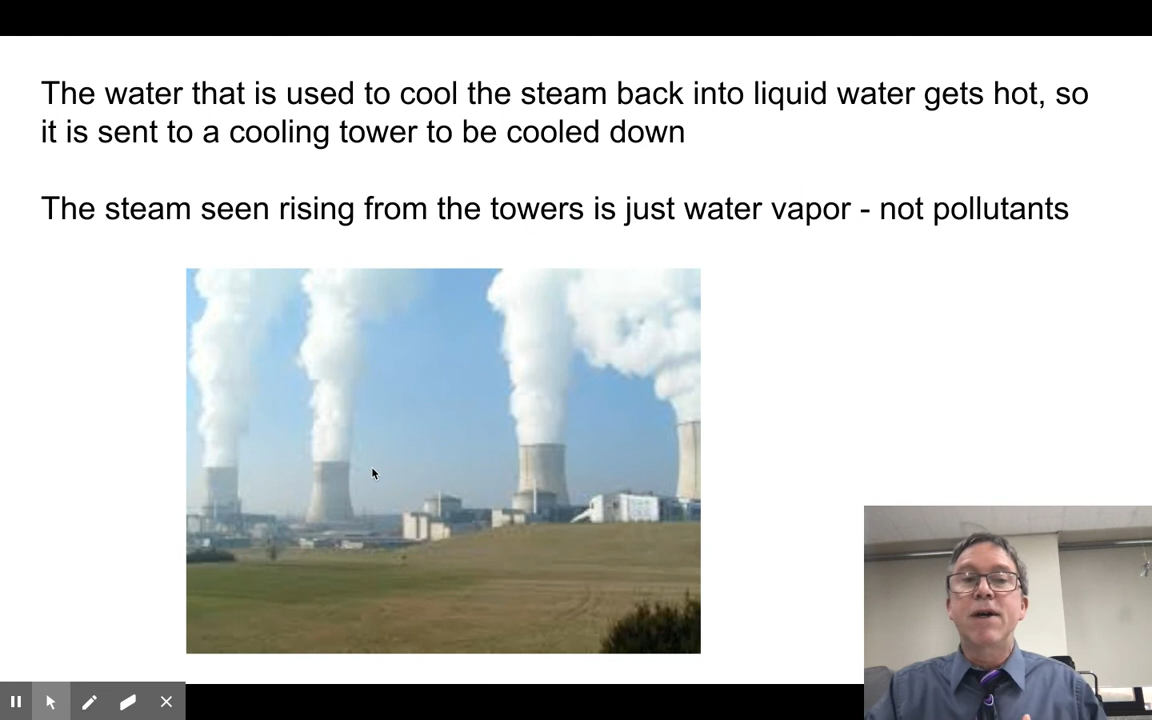 The water that is used to cool the steam back into liquid water gets hot, so
it is sent to a cooling tower to be cooled down
The steam seen rising from the towers is just water vapor - not pollutants